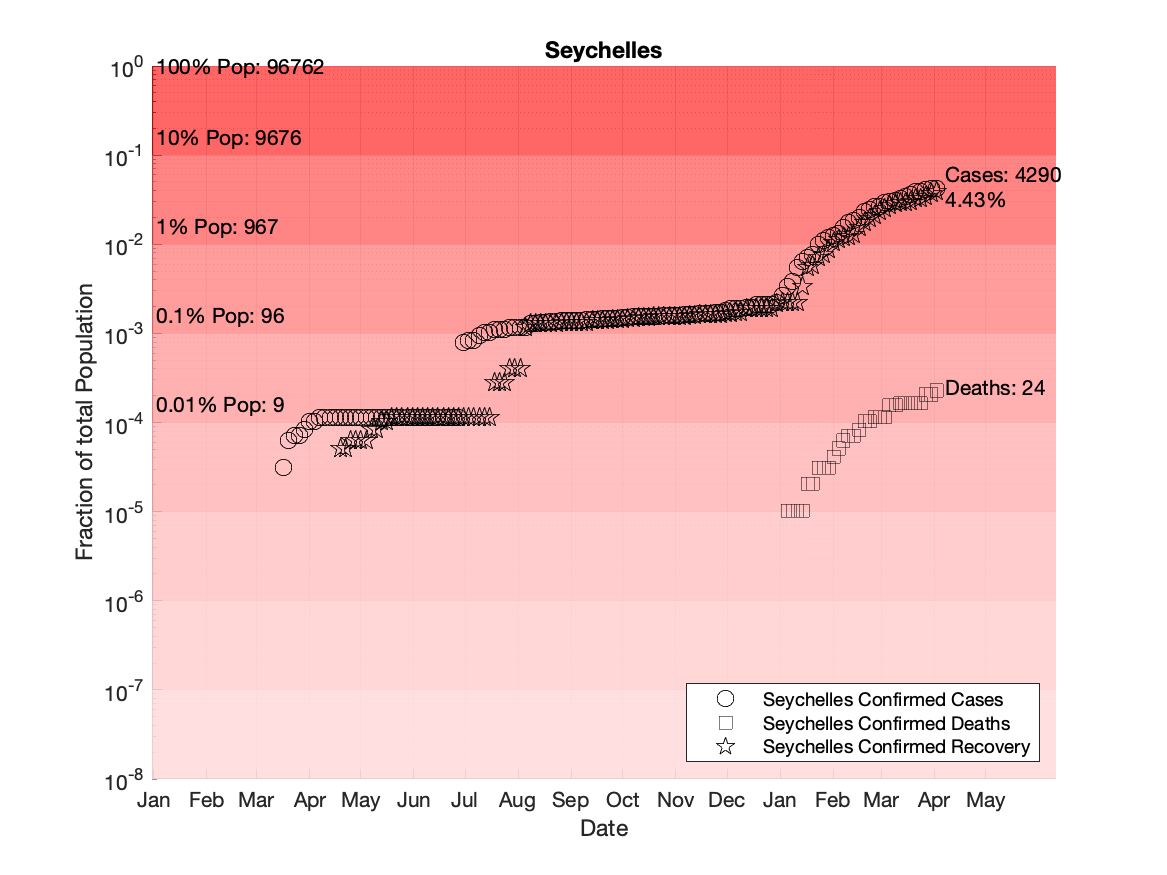 Seychelles
10^0
100% Pop: 96762
10% Pop: 9676
10^-1
Cases: 4290
4.43%
1% Pop: 967
10^-2
0.1% Pop: 96
10^-3
Deaths: 24
0.01% Pop: 9
10^-4
10^-5
10^-6
10^-7
10^-8
Fraction of total Population
Seychelles Confirmed Cases
Seychelles Confirmed Deaths
Seychelles Confirmed Recovery
Jan Feb Mar Apr May Jun Jul Aug Sep Oct Nov Dec Jan Feb Mar Apr May
Date